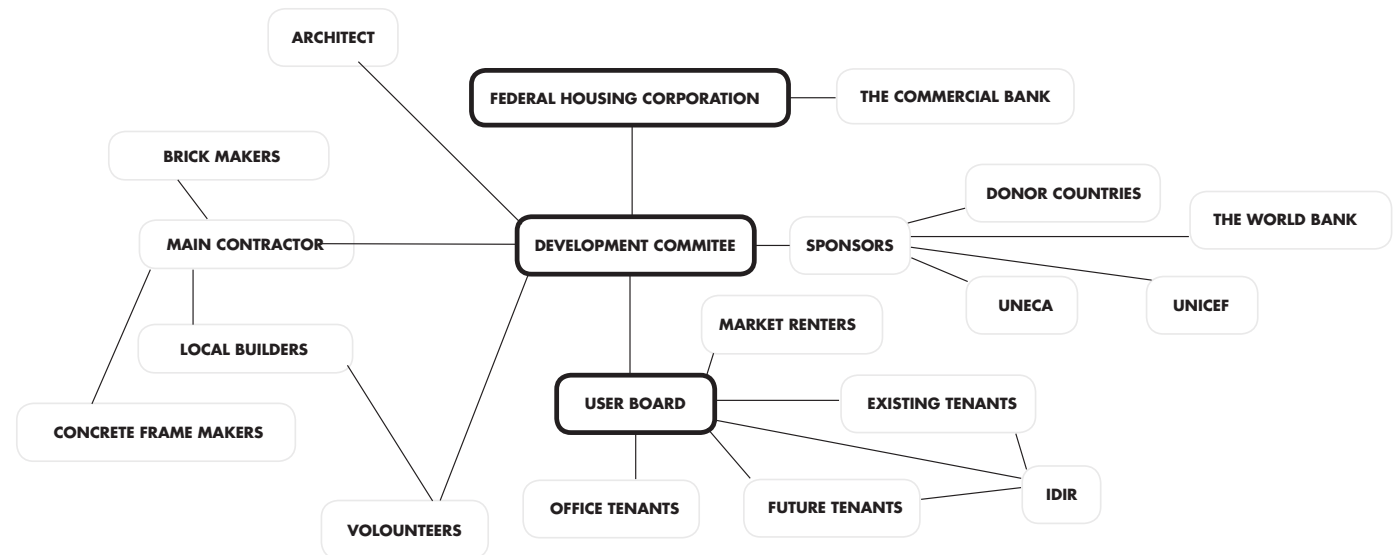 ARCHITECT
FEDERAL HOUSING CORPORATION
THE COMMERCIAL BANK
BRICK MAKERS
DONOR COUNTRIES
THE WORLD BANK
MAIN CONTRACTOR
DEVELOPMENT COMMITEE
SPONSORS
UNECA
UNICEF
MARKET RENTERS
LOCAL BUILDERS
USER BOARD
EXISTING TENANTS
CONCRETE FRAME MAKERS
IDIR
OFFICE TENANTS
FUTURE TENANTS
VOLOUNTEERS